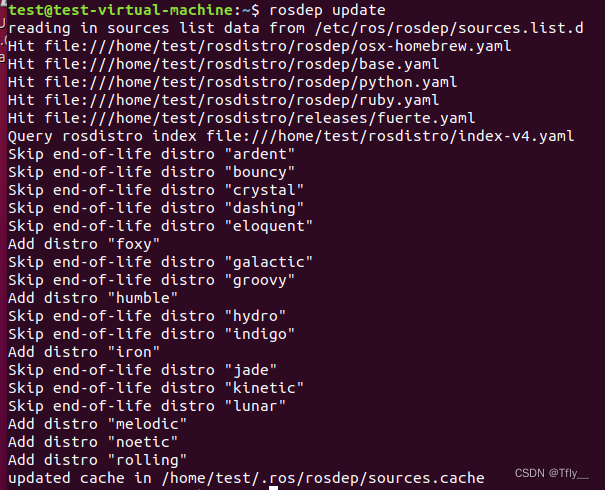 test@test-virtual-machine:~$ rosdep update
reading in sources list data from /etc/ros/rosdep/sources.list.d
Hit file:///home/test/rosdistro/rosdep/osx-homebrew.yaml
Hit file:///home/test/rosdistro/rosdep/base.yaml
Hit file:///home/test/rosdistro/rosdep/python.yaml
Hit file:///home/test/rosdistro/rosdep/ruby.yaml
Hit file:///home/test/rosdistro/releases/fuerte.yaml
Query rosdistro index file:///home/test/rosdistro/index-v4.yaml
Skip end-of-life distro "ardent"
Skip end-of-life distro "bouncy"
Skip end-of-life distro "crystal"
Skip end-of-life distro "dashing"
Skip end-of-life distro "eloquent"
Add distro "foxy"
Skip end-of-life distro "galactic"
Skip end-of-life distro "groovy"
Add distro "humble"
Skip end-of-life distro "hydro"
Skip end-of-life distro "indigo"
Add distro "iron"
Skip end-of-life distro "jade"
Skip end-of-life distro "kinetic"
Skip end-of-life distro "lunar"
Add distro "melodic"
Add distro "noetic"
Add distro "rolling"
updated cache in /home/test/.ros/rosdep/sources.cache
CSDN @Tfly__